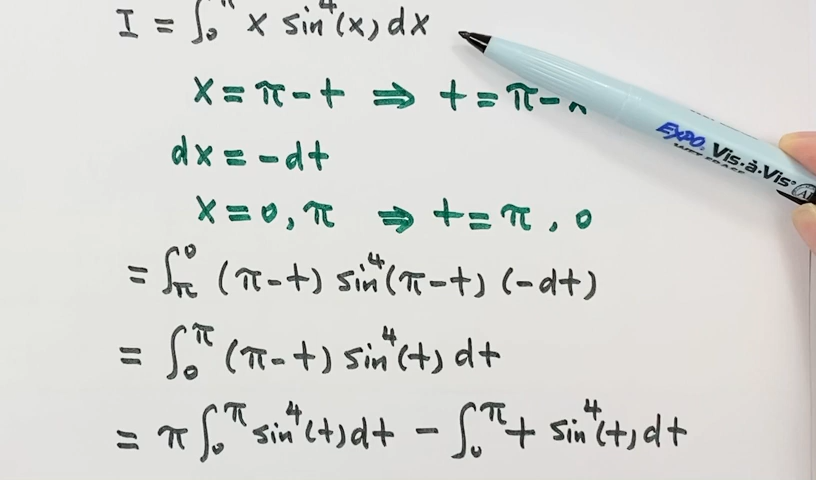 I = ∫₀^π x sin⁴(x) dx
x = π - t ⇒ t = π - x
dx = -dt
x = 0, π ⇒ t = π, 0
= ∫_π^0 (π-t) sin⁴(π-t) (-dt)
= ∫₀^π (π-t) sin⁴(t) dt
= π ∫₀^π sin⁴(t) dt - ∫₀^π t sin⁴(t) dt
EXPO. Vis.à.Vis®